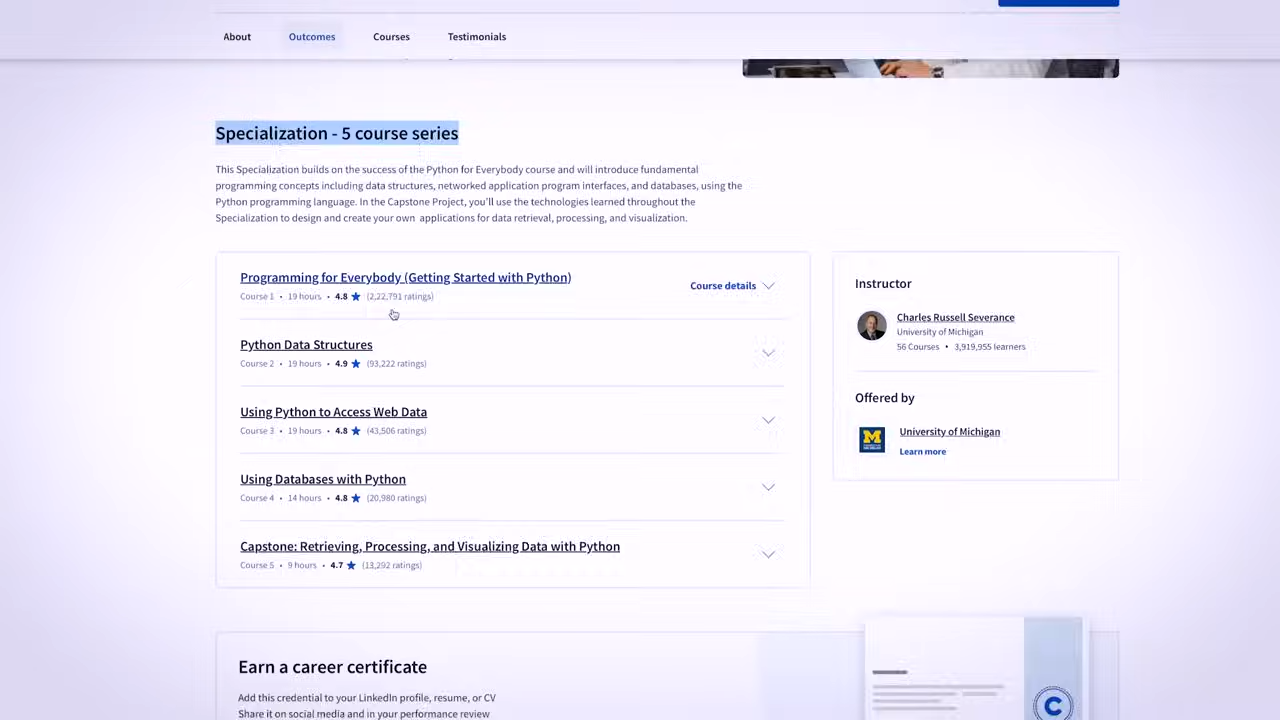 About Outcomes Courses Testimonials
Specialization - 5 course series
This Specialization builds on the success of the Python for Everybody course and will introduce fundamental
programming concepts including data structures, networked application program interfaces, and databases, using the
Python programming language. In the Capstone Project, you'll use the technologies learned throughout the
Specialization to design and create your own applications for data retrieval, processing, and visualization.
Programming for Everybody (Getting Started with Python)
Course 1 • 19 hours • 4.8 ★ (2,22,791 ratings)
Course details
Python Data Structures
Course 2 • 19 hours • 4.9 ★ (93,222 ratings)
Using Python to Access Web Data
Course 3 • 19 hours • 4.8 ★ (43,506 ratings)
Using Databases with Python
Course 4 • 14 hours • 4.8 ★ (20,980 ratings)
Capstone: Retrieving, Processing, and Visualizing Data with Python
Course 5 • 9 hours • 4.7 ★ (13,292 ratings)
Instructor
Charles Russell Severance
University of Michigan
56 Courses • 3,919,955 learners
Offered by
M
University of Michigan
Learn more
Earn a career certificate
Add this credential to your LinkedIn profile, resume, or CV
Share it on social media and in your performance review
C